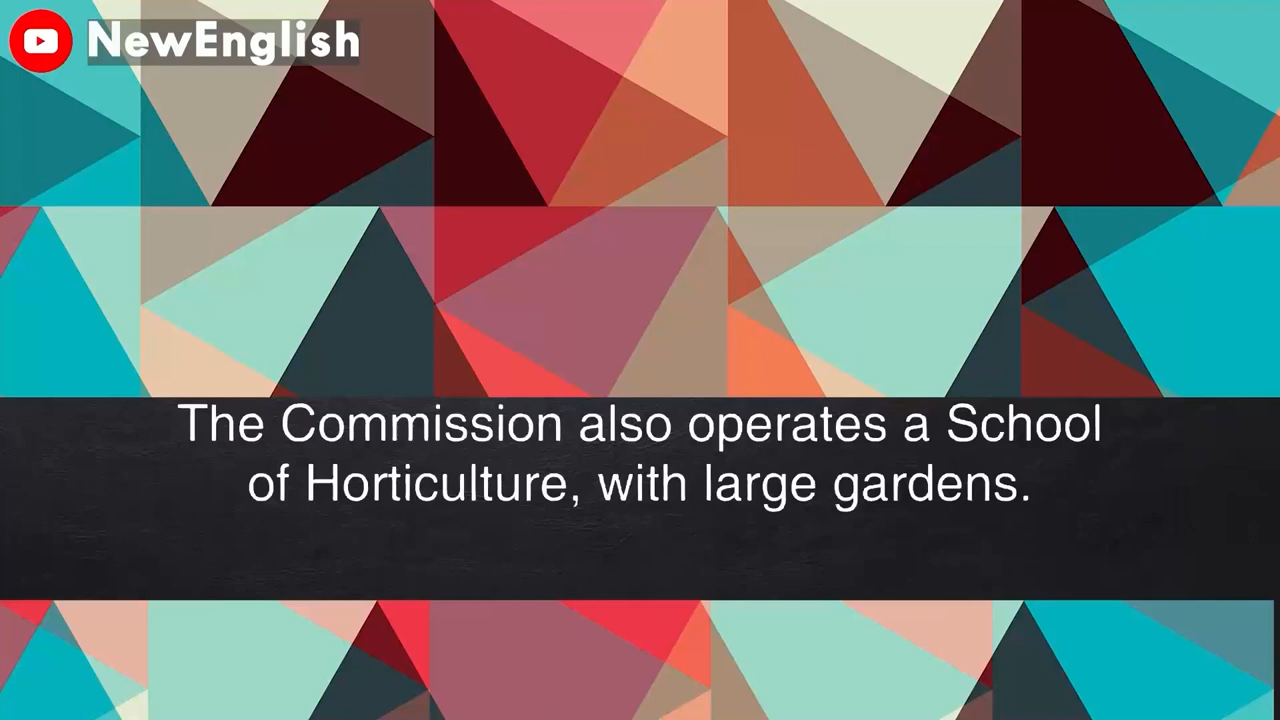 NewEnglish
The Commission also operates a School
of Horticulture, with large gardens.